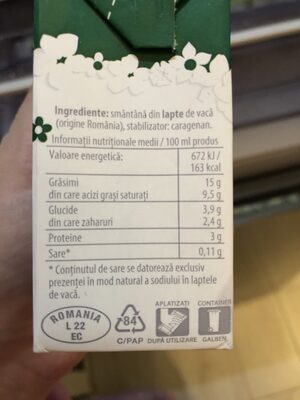 Ingrediente: smântână din lapte de vacă
(origine România), stabilizator: caragenan.
Informații nutriționale medii / 100 ml produs
Valoare energetică: 672 kJ /
163 kcal
Grăsimi 15 g
din care acizi grași saturați 9,5 g
Glucide 3,9 g
din care zaharuri 2,4 g
Proteine 3 g
Sare* 0,11 g
* Conținutul de sare se datorează exclusiv
prezenței în mod natural a sodiului în laptele
de vacă.
ROMANIA
L 22
EC
84
C/PAP
APLATIZAȚI
DUPĂ UTILIZARE
CONTAINER
GALBEN